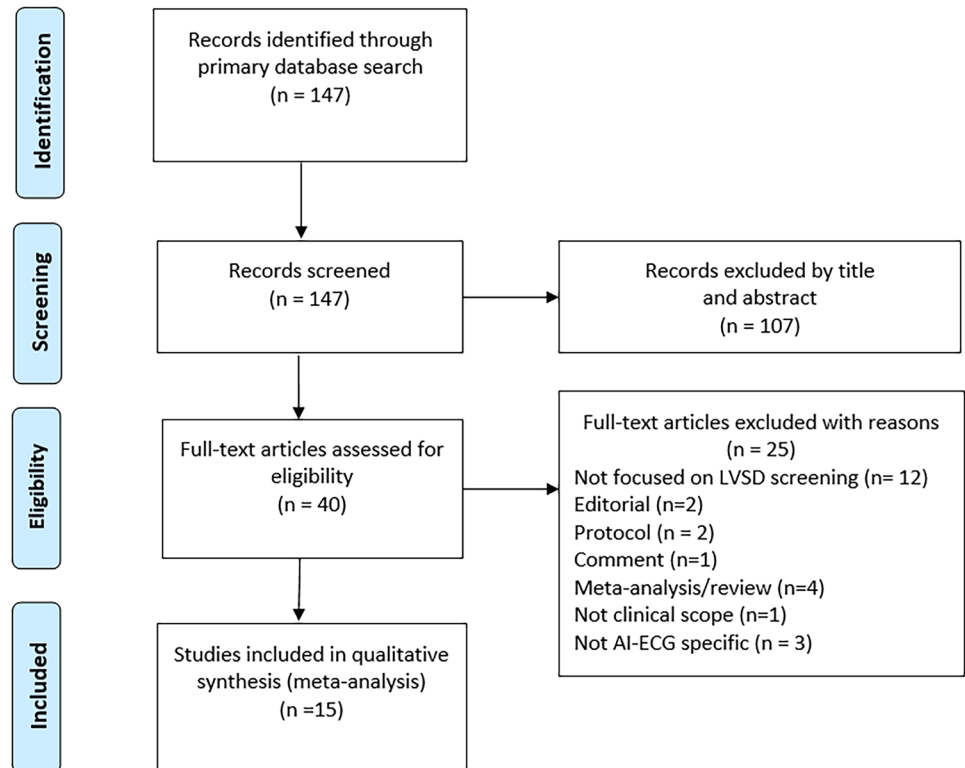 Identification
Records identified through
primary database search
(n = 147)
Screening
Records screened
(n = 147)
Records excluded by title
and abstract
(n = 107)
Eligibility
Full-text articles assessed for
eligibility
(n = 40)
Full-text articles excluded with reasons
(n = 25)
Not focused on LVSD screening (n= 12)
Editorial (n=2)
Protocol (n = 2)
Comment (n=1)
Meta-analysis/review (n=4)
Not clinical scope (n=1)
Not AI-ECG specific (n = 3)
Included
Studies included in qualitative
synthesis (meta-analysis)
(n =15)